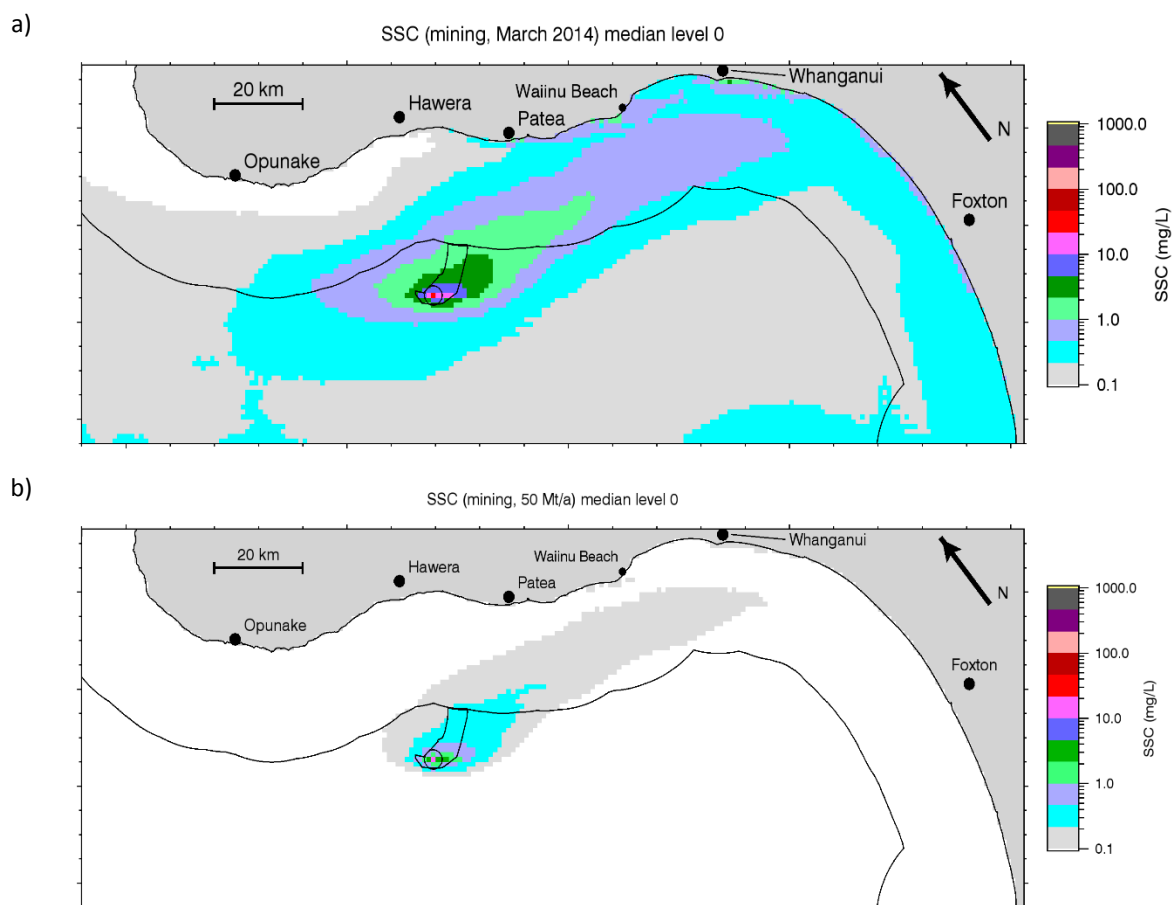 a)
SSC (mining, March 2014) median level 0
20 km
Whanganui
Waiinu Beach
Hawera
Patea
Opunake
N
Foxton
1000.0
100.0
10.0
1.0
0.1
SSC (mg/L)
b)
SSC (mining, 50 Mt/a) median level 0
20 km
Whanganui
Waiinu Beach
Hawera
Patea
Opunake
N
Foxton
1000.0
100.0
10.0
1.0
0.1
SSC (mg/L)